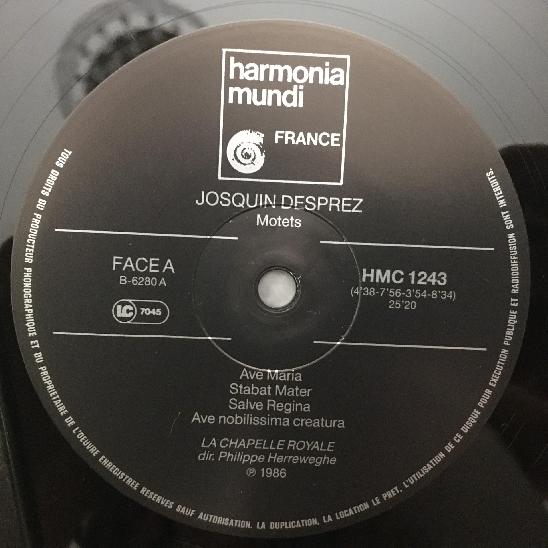 harmonia
mundi
FRANCE
JOSQUIN DESPREZ
Motets
FACE A
B-6280 A
LC 7045
HMC 1243
(4'38-7'56-3'54-8'34)
25'20
Ave Maria
Stabat Mater
Salve Regina
Ave nobilissima creatura
LA CHAPELLE ROYALE
dir. Philippe Herreweghe
℗ 1986
TOUS DROITS DU PRODUCTEUR PHONOGRAPHIQUE ET DU PROPRIETAIRE DE L'OEUVRE ENREGISTREE RESERVES SAUF AUTORISATION. LA DUPLICATION, LA LOCATION LE PRET, L'UTILISATION DE CE DISQUE POUR EXECUTION PUBLIQUE ET RADIODIFFUSION SONT INTERDITS.